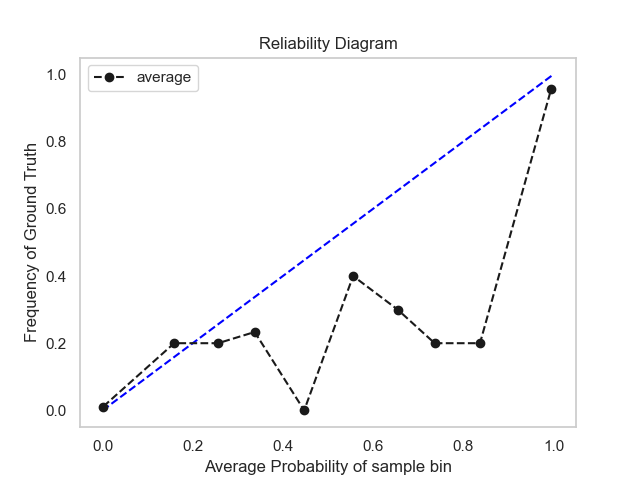 Reliability Diagram
average
Frequency of Ground Truth
1.0
0.8
0.6
0.4
0.2
0.0
0.0 0.2 0.4 0.6 0.8 1.0
Average Probability of sample bin